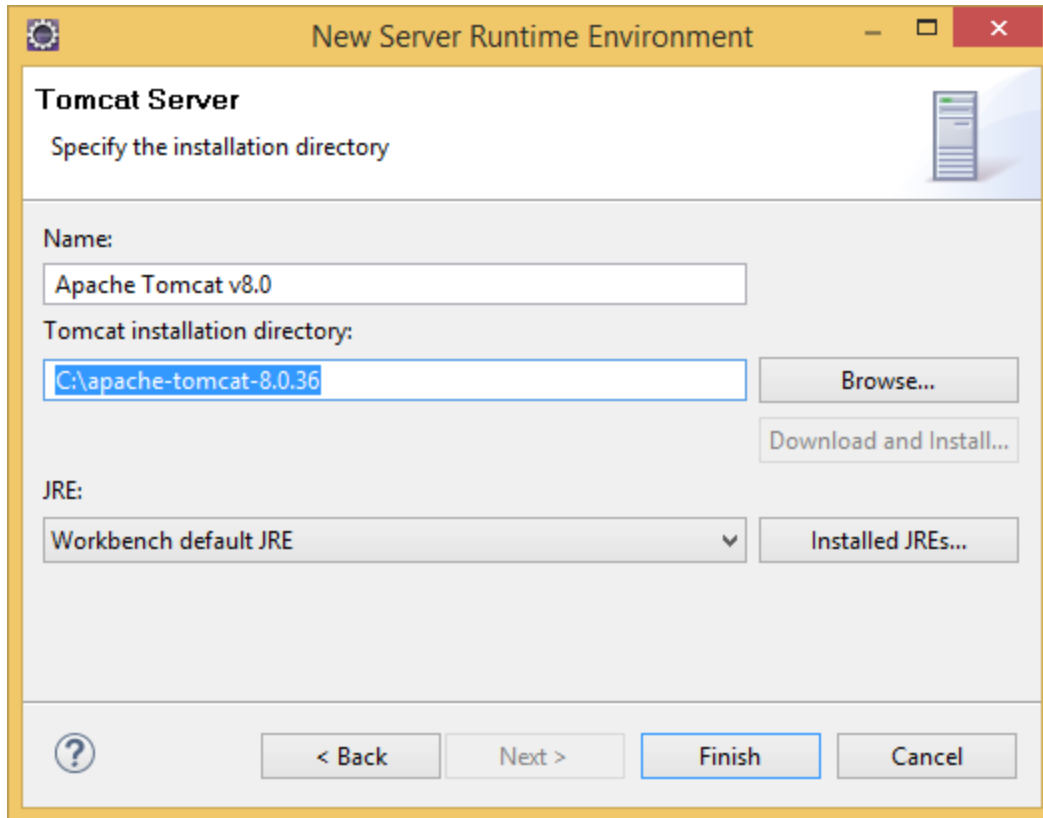 New Server Runtime Environment
Tomcat Server
Specify the installation directory
Name:
Apache Tomcat v8.0
Tomcat installation directory:
C:\apache-tomcat-8.0.36
Browse...
Download and Install...
JRE:
Workbench default JRE
Installed JREs...
?
< Back
Next >
Finish
Cancel